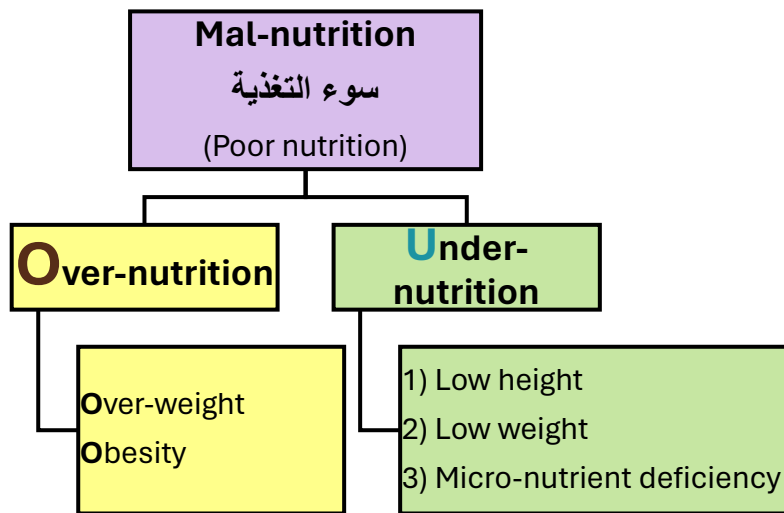 Mal-nutrition
سوء التغذية
(Poor nutrition)
Over-nutrition
Under-
nutrition
Over-weight
Obesity
1) Low height
2) Low weight
3) Micro-nutrient deficiency